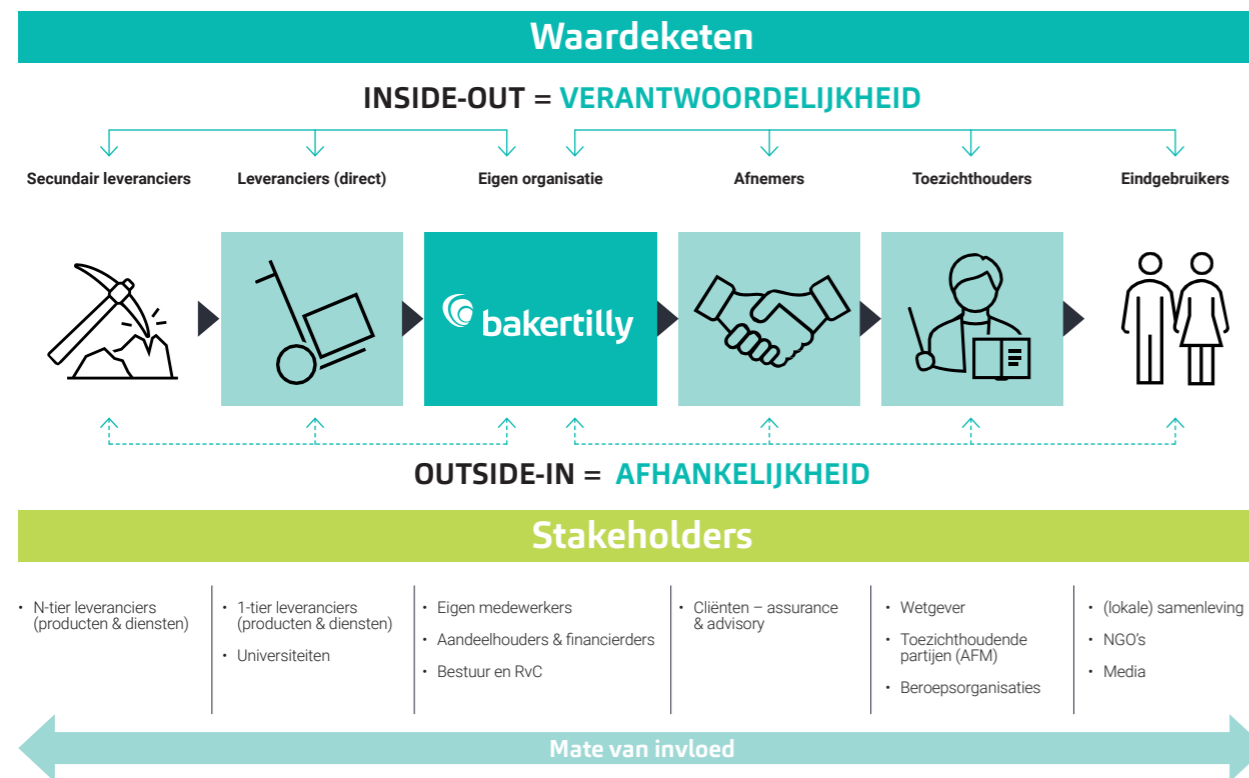 Waardeketen
INSIDE-OUT = VERANTWOORDELIJKHEID
Secundair leveranciers
Leveranciers (direct)
Eigen organisatie
Afnemers
Toezichthouders
Eindgebruikers
bakertilly
OUTSIDE-IN = AFHANKELIJKHEID
Stakeholders
• N-tier leveranciers
(producten & diensten)
• 1-tier leveranciers
(producten & diensten)
• Universiteiten
• Eigen medewerkers
• Aandeelhouders & financierders
• Bestuur en RvC
• Cliënten – assurance
& advisory
• Wetgever
• Toezichthoudende
partijen (AFM)
• Beroepsorganisaties
• (lokale) samenleving
• NGO's
• Media
Mate van invloed